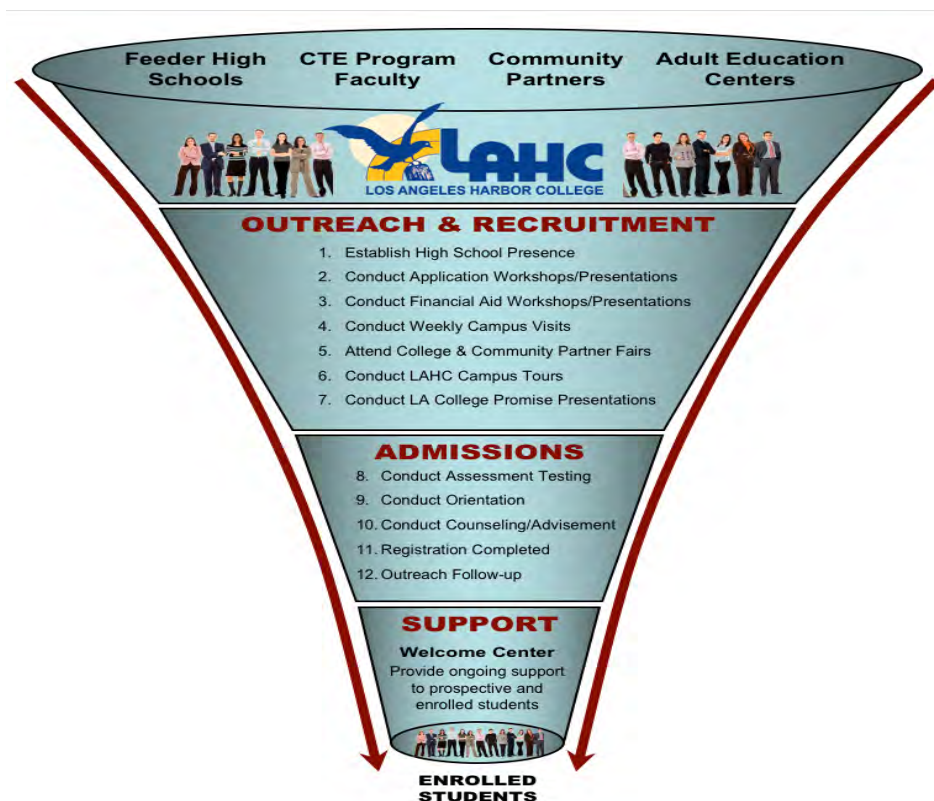 Feeder High CTE Program Community Adult Education
Schools Faculty Partners Centers
LAHC
LOS ANGELES HARBOR COLLEGE
OUTREACH & RECRUITMENT
1. Establish High School Presence
2. Conduct Application Workshops/Presentations
3. Conduct Financial Aid Workshops/Presentations
4. Conduct Weekly Campus Visits
5. Attend College & Community Partner Fairs
6. Conduct LAHC Campus Tours
7. Conduct LA College Promise Presentations
ADMISSIONS
8. Conduct Assessment Testing
9. Conduct Orientation
10. Conduct Counseling/Advisement
11. Registration Completed
12. Outreach Follow-up
SUPPORT
Welcome Center
Provide ongoing support
to prospective and
enrolled students
ENROLLED
STUDENTS